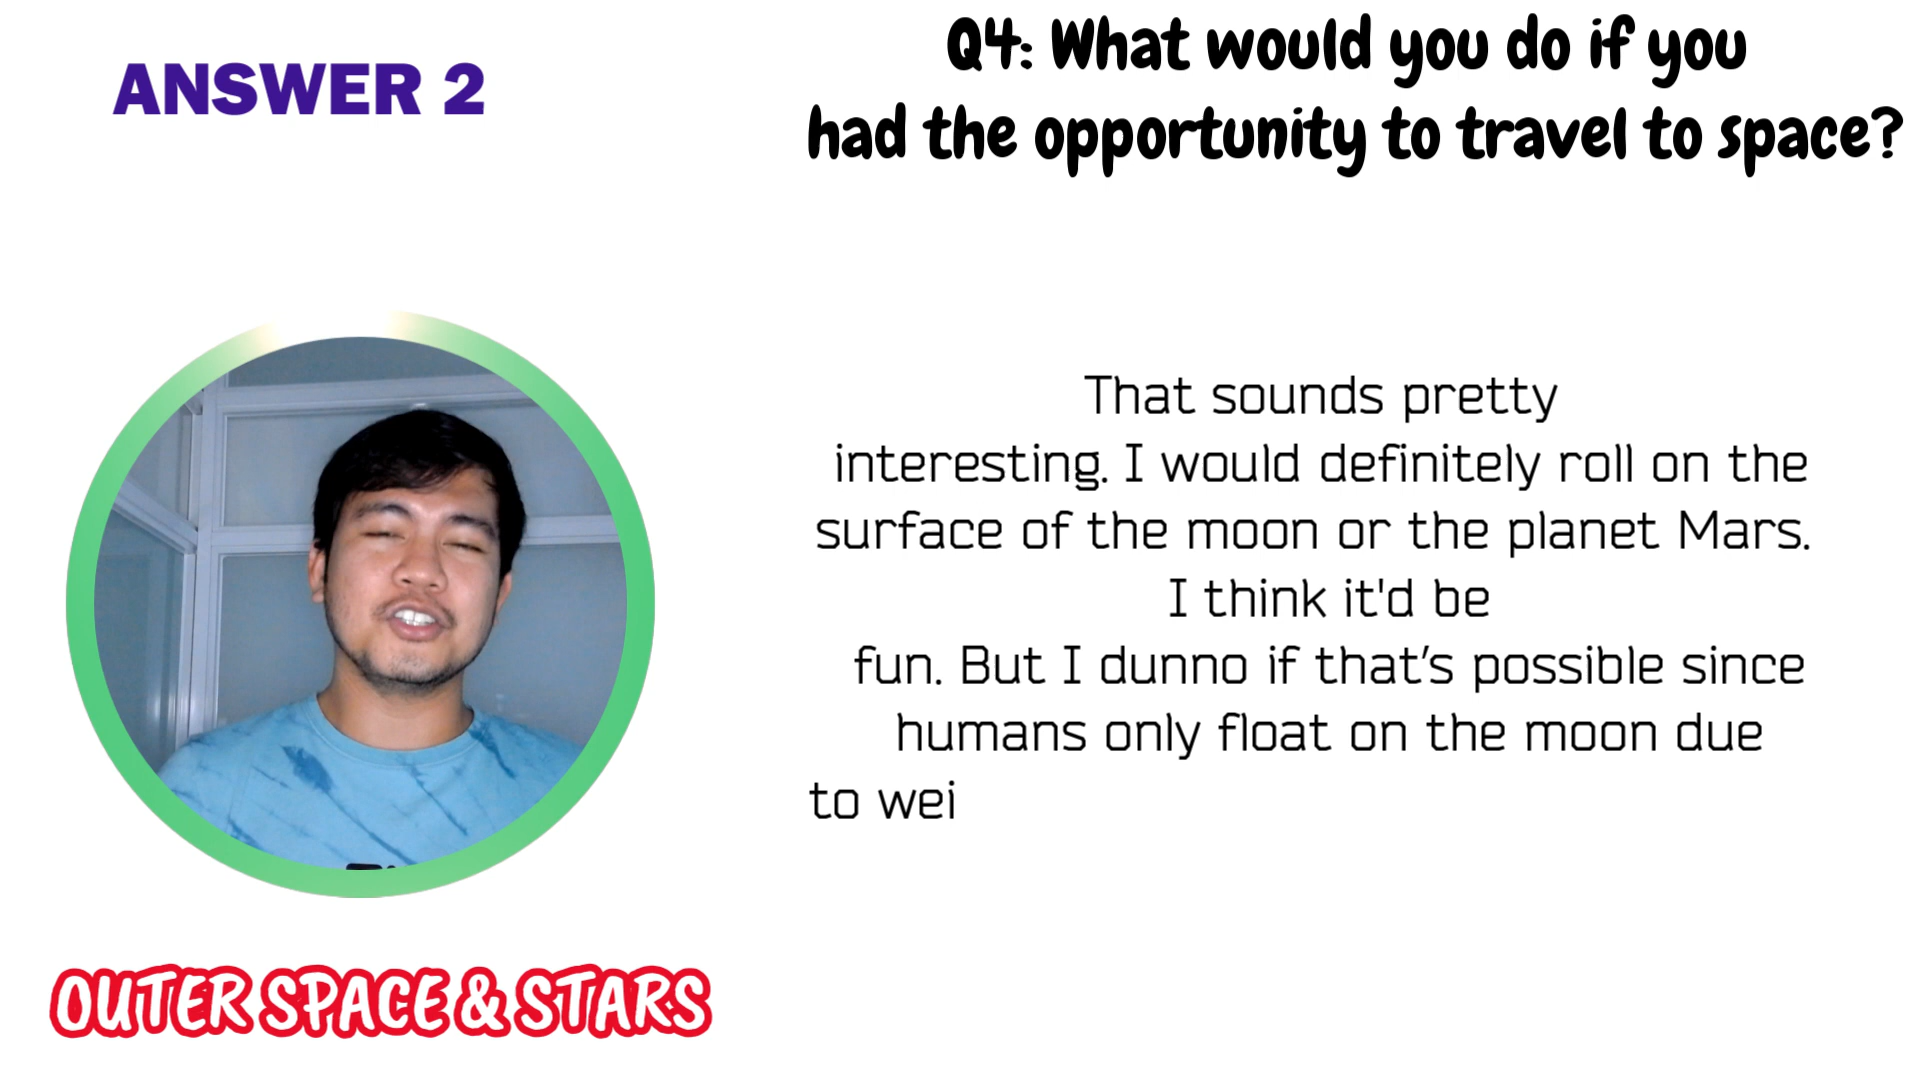 ANSWER 2
Q4: What would you do if you
had the opportunity to travel to space?
That sounds pretty
interesting. I would definitely roll on the
surface of the moon or the planet Mars.
I think it'd be
fun. But I dunno if that’s possible since
humans only float on the moon due
to wei
OUTER SPACE & STARS